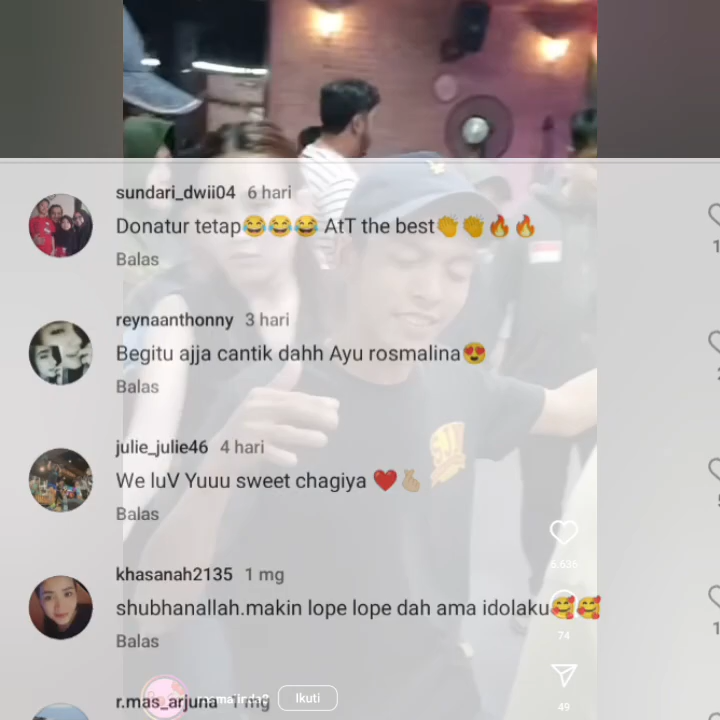 sundari_dwii04 6 hari
Donatur tetap😂😂😂 AtT the best👏👏🔥🔥
Balas
reynaanthonny 3 hari
Begitu ajja cantik dahh Ayu rosmalina😍
Balas
julie_julie46 4 hari
We luV Yuuu sweet chagiya ❤️🫰🏽
Balas
6.636
khasanah2135 1 mg
shubhanallah.makin lope lope dah ama idolaku🥰🥰
74
Balas
r.mas_arjuna 1 mg
Ikuti
49